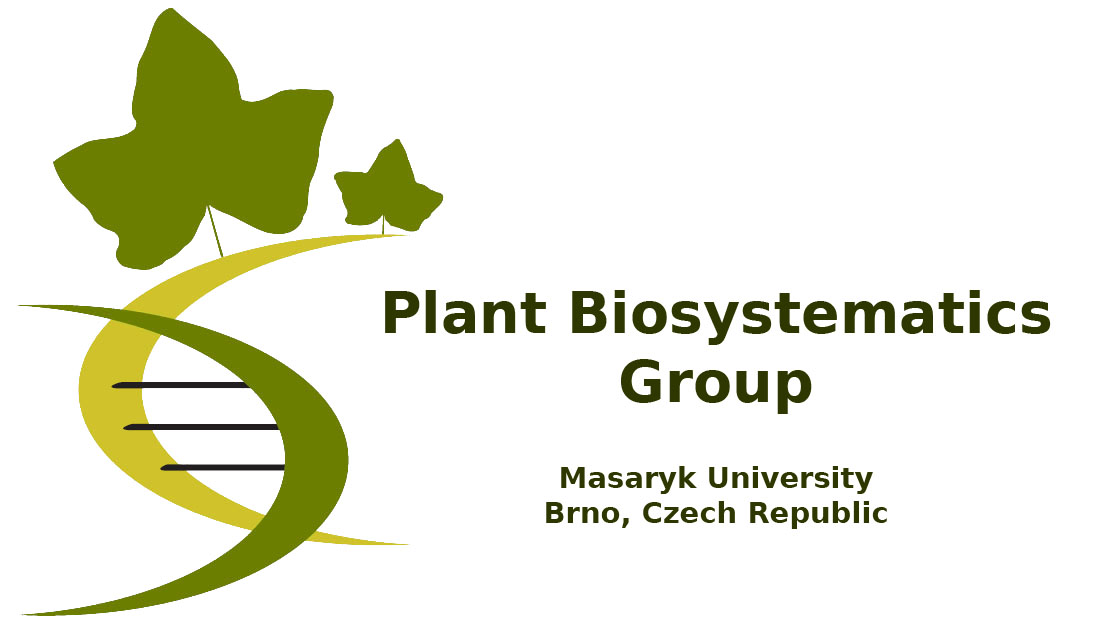 Plant Biosystematics
Group
Masaryk University
Brno, Czech Republic